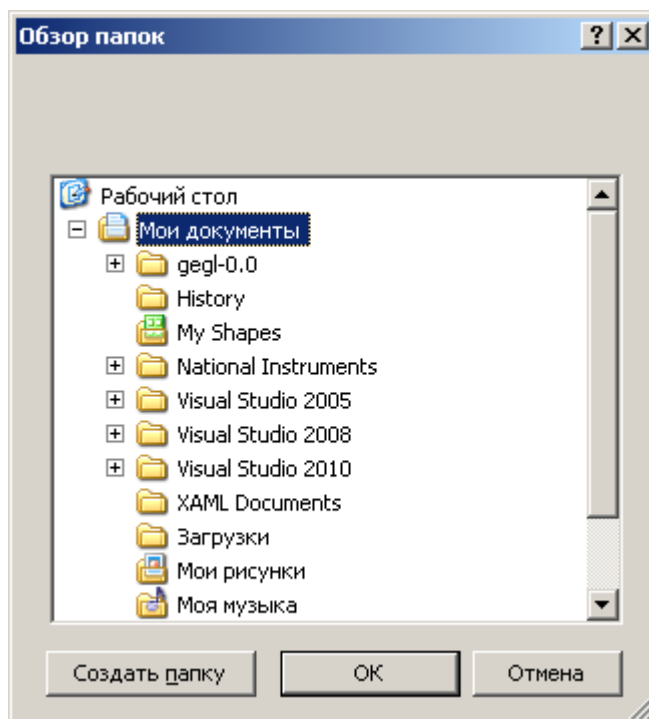 Обзор папок
Рабочий стол
Мои документы
gegl-0.0
History
My Shapes
National Instruments
Visual Studio 2005
Visual Studio 2008
Visual Studio 2010
XAML Documents
Загрузки
Мои рисунки
Моя музыка
Создать папку ОК Отмена